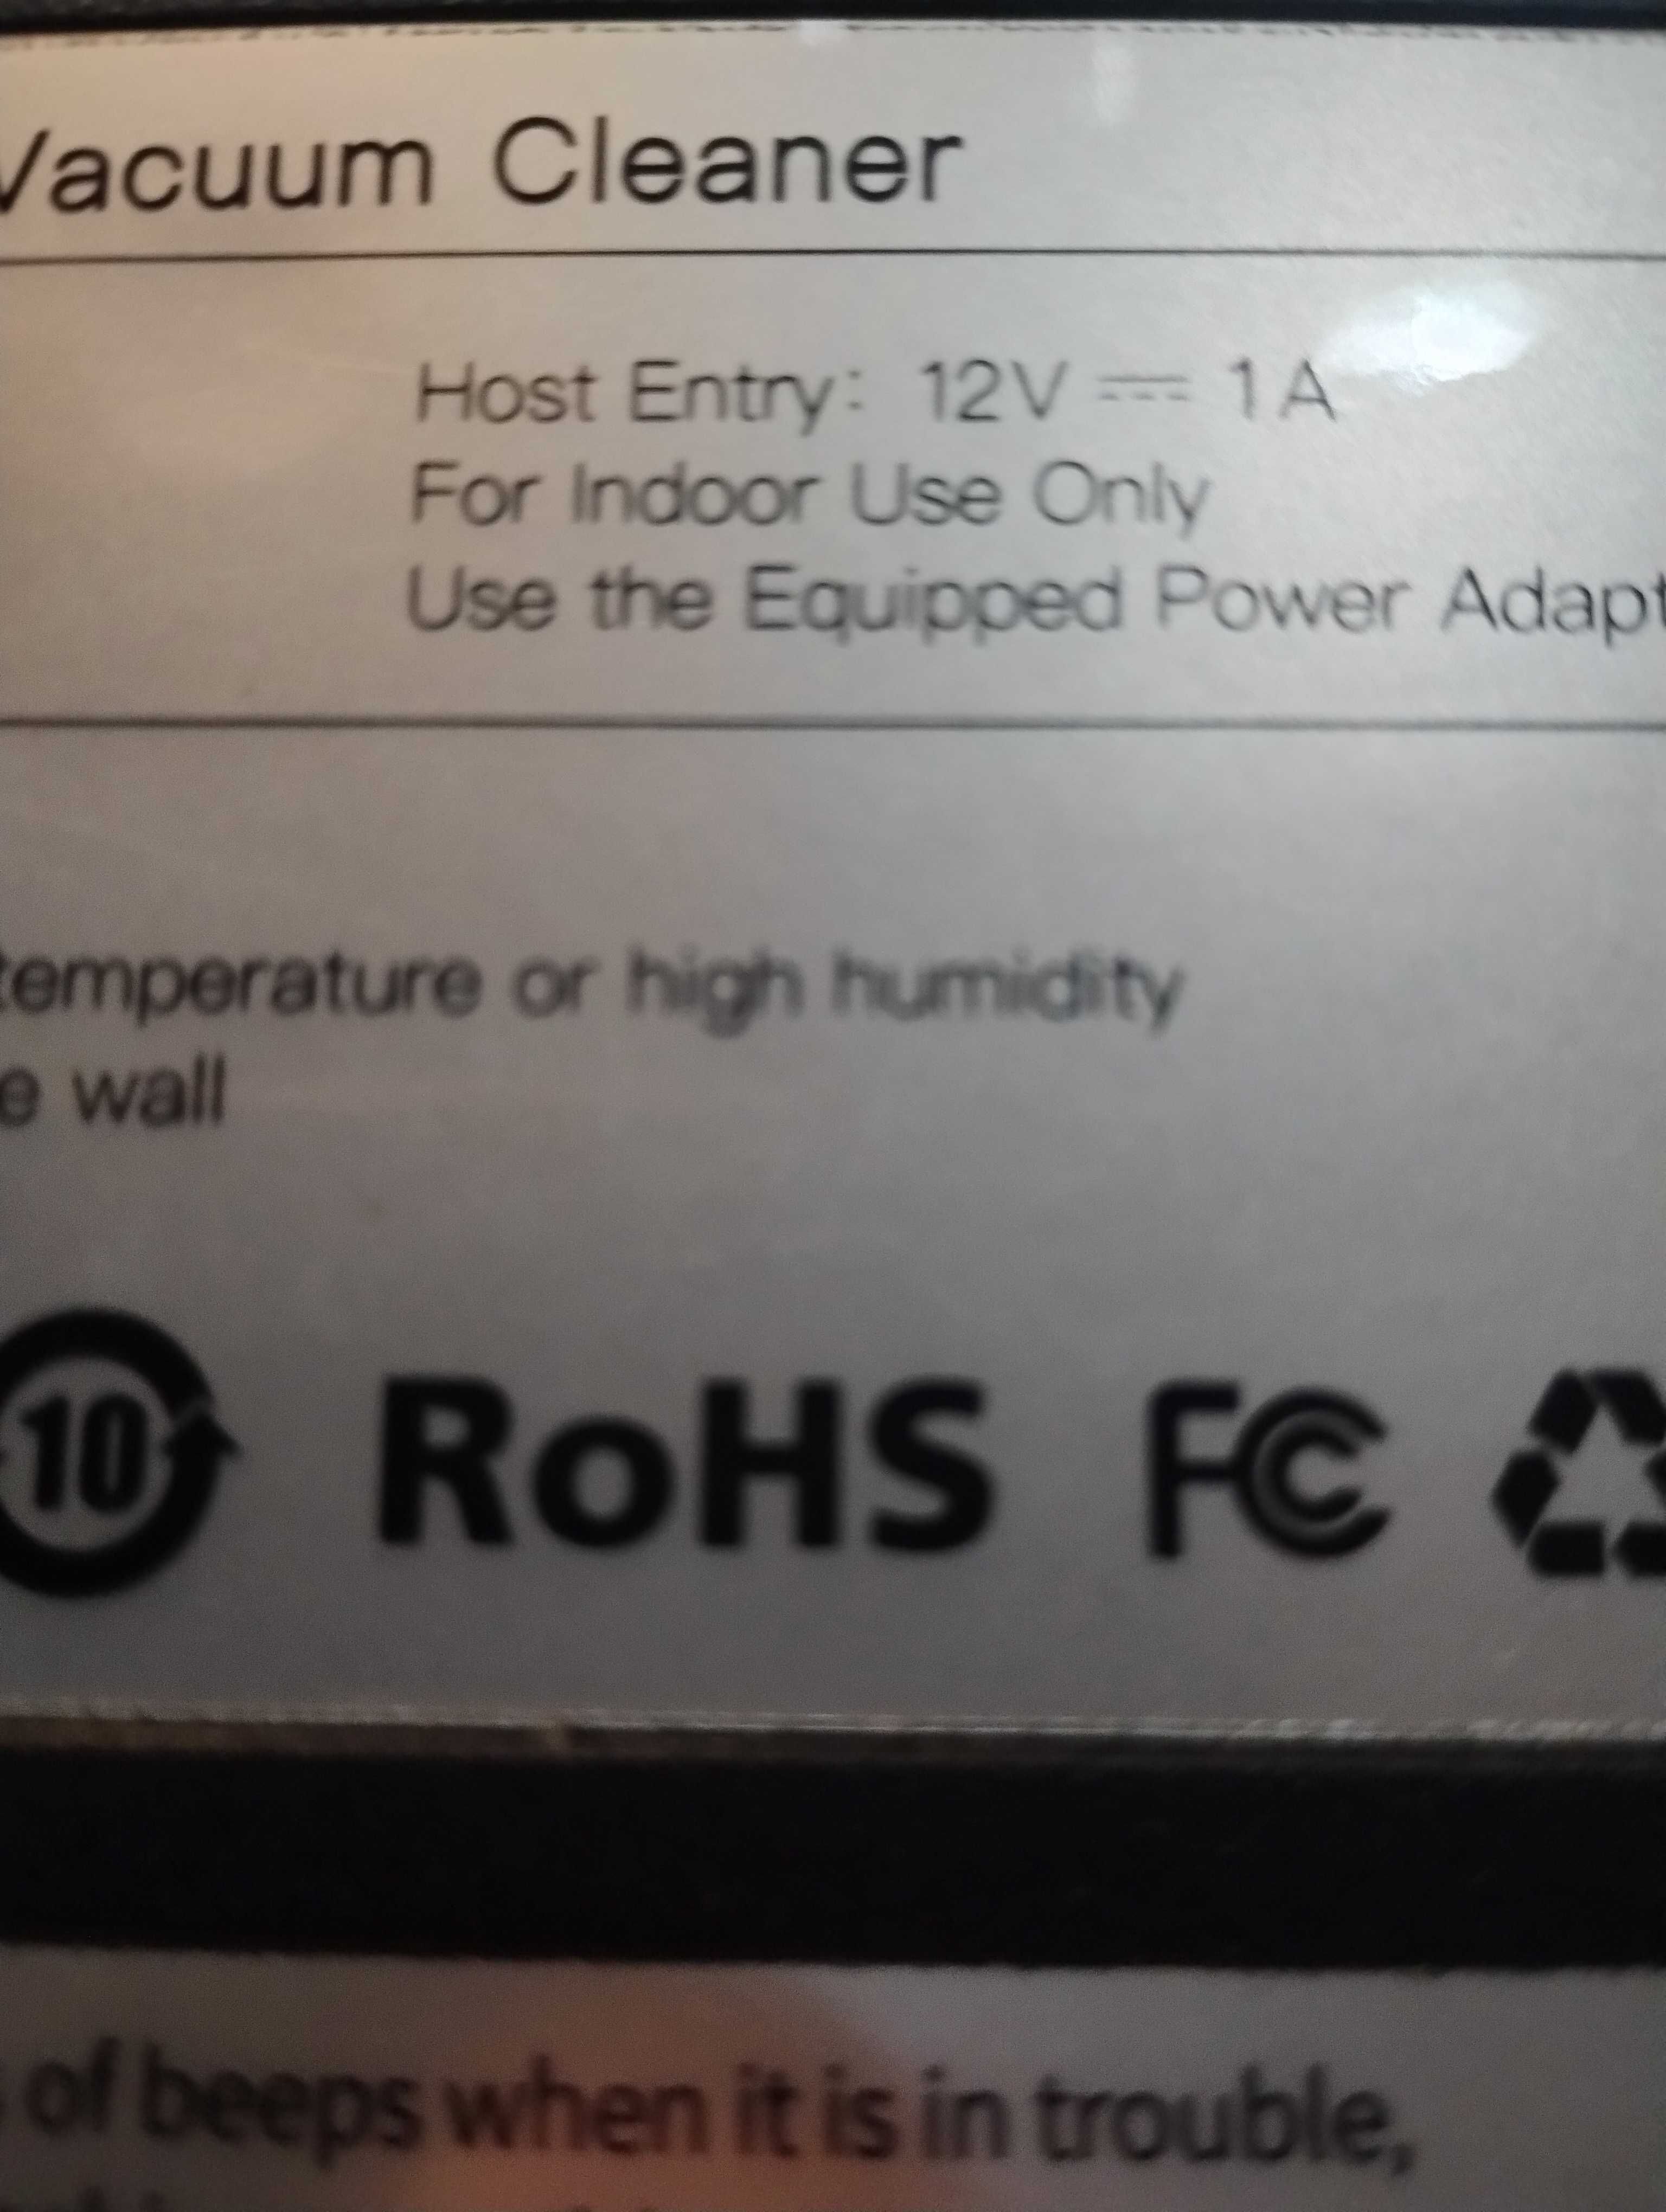 Vacuum Cleaner
Host Entry: 12V ⎓ 1A
For Indoor Use Only
Use the Equipped Power Adapt
temperature or high humidity
e wall
10 RoHS FC
of beeps when it is in trouble,